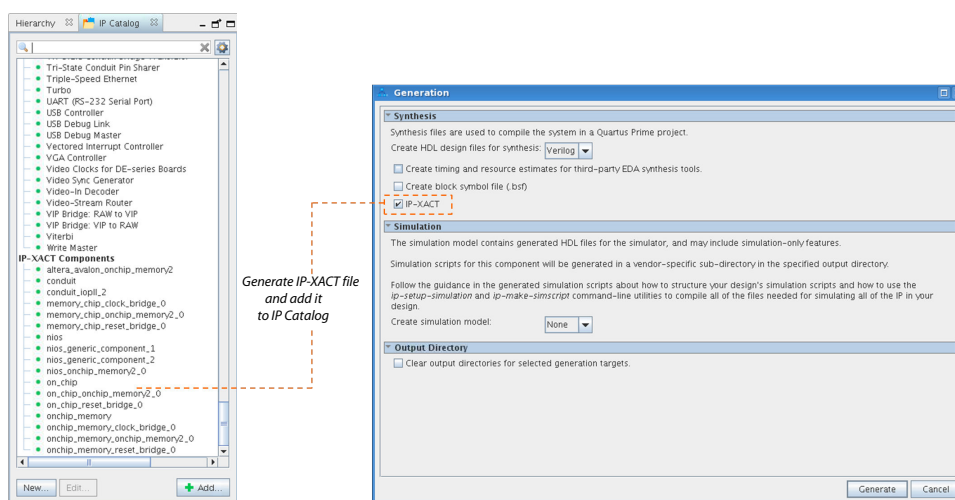 Hierarchy
IP Catalog
Tri-State Conduit Pin Sharer
Triple-Speed Ethernet
Turbo
UART (RS-232 Serial Port)
USB Controller
USB Debug Link
USB Debug Master
Vectored Interrupt Controller
VGA Controller
Video Clocks for DE-series Boards
Video Sync Generator
Video-In Decoder
Video-Stream Router
VIP Bridge: RAW to VIP
VIP Bridge: VIP to RAW
Viterbi
Write Master
IP-XACT Components
altera_avalon_onchip_memory2
conduit
conduit_iopll_2
memory_chip_clock_bridge_0
memory_chip_onchip_memory2_0
memory_chip_reset_bridge_0
nios
nios_generic_component_1
nios_generic_component_2
nios_onchip_memory2_0
on_chip
on_chip_onchip_memory2_0
on_chip_reset_bridge_0
onchip_memory
onchip_memory_clock_bridge_0
onchip_memory_onchip_memory2_0
onchip_memory_reset_bridge_0
New...
Edit...
Add...
Generate IP-XACT file
and add it
to IP Catalog
Generation
Synthesis
Synthesis files are used to compile the system in a Quartus Prime project.
Create HDL design files for synthesis: Verilog
Create timing and resource estimates for third-party EDA synthesis tools.
Create block symbol file (.bsf)
IP-XACT
Simulation
The simulation model contains generated HDL files for the simulator, and may include simulation-only features.
Simulation scripts for this component will be generated in a vendor-specific sub-directory in the specified output directory.
Follow the guidance in the generated simulation scripts about how to structure your design's simulation scripts and how to use the
ip-setup-simulation and ip-make-simscript command-line utilities to compile all of the files needed for simulating all of the IP in your
design.
Create simulation model: None
Output Directory
Clear output directories for selected generation targets.
Generate
Cancel